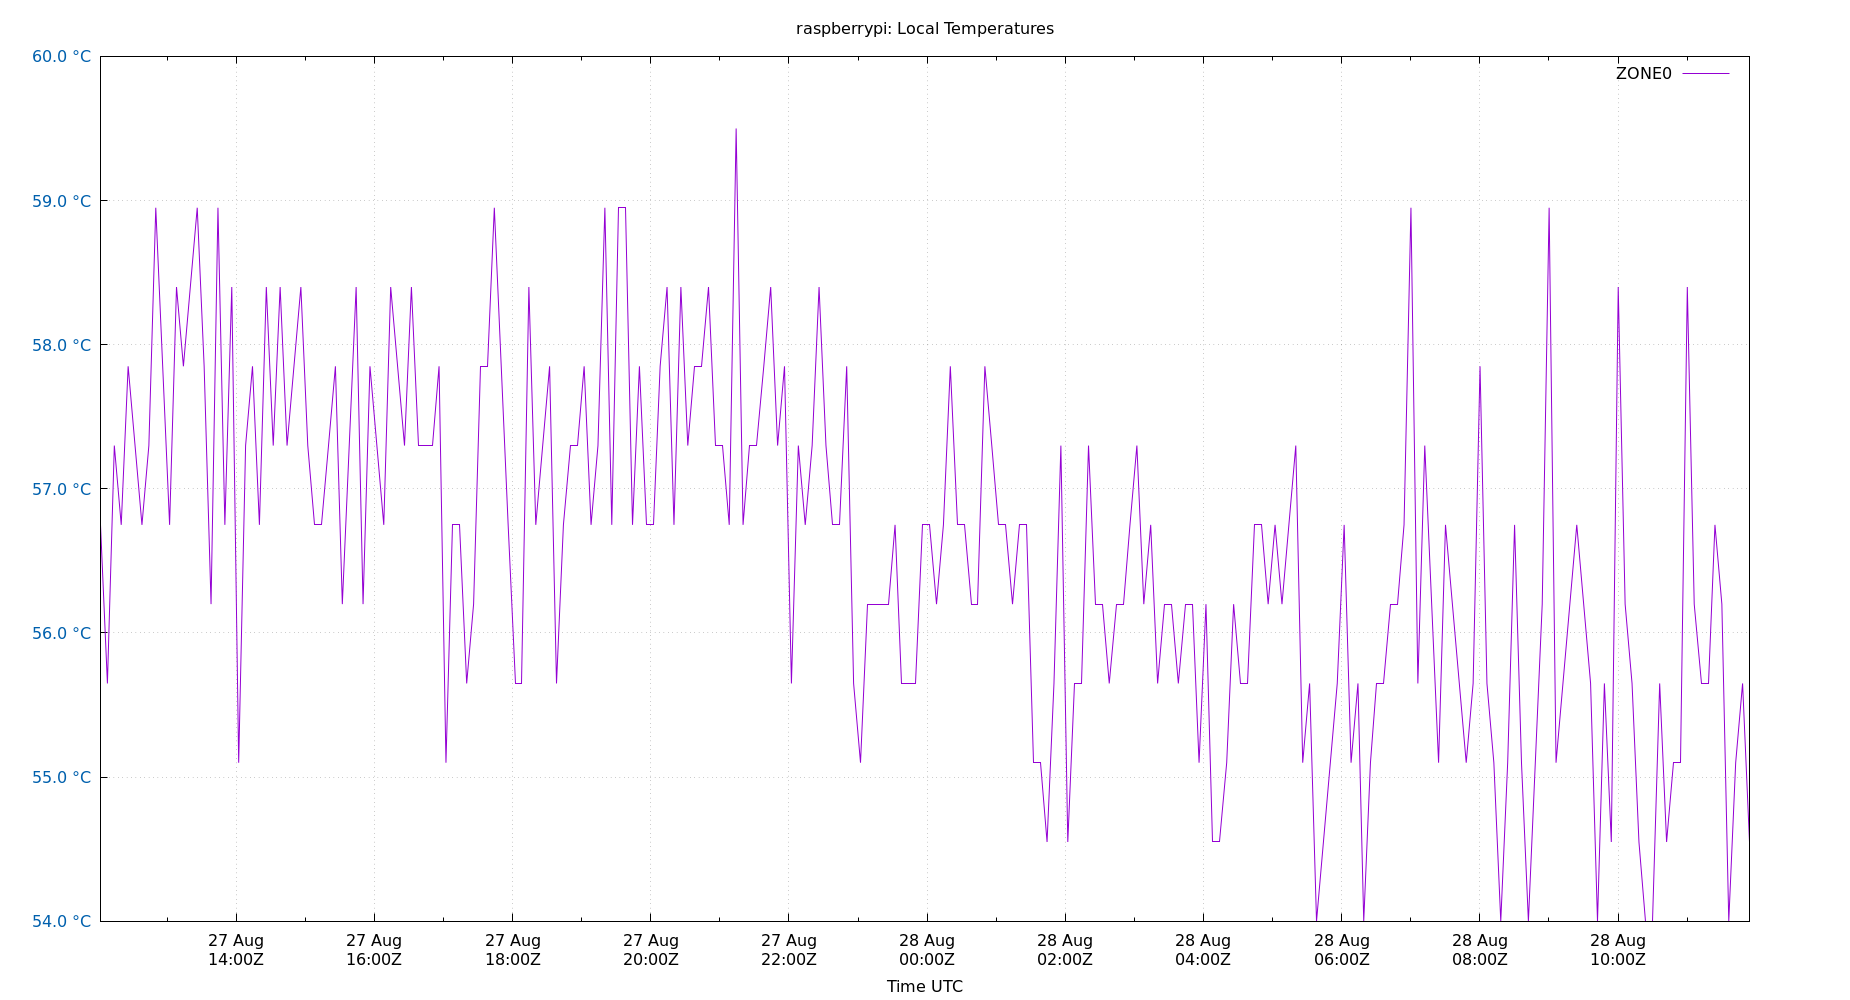 raspberrypi: Local Temperatures
60.0 °C
ZONE0
59.0 °C
58.0 °C
57.0 °C
56.0 °C
55.0 °C
54.0 °C
27 Aug 27 Aug 27 Aug 27 Aug 27 Aug 28 Aug 28 Aug 28 Aug 28 Aug 28 Aug 28 Aug
14:00Z 16:00Z 18:00Z 20:00Z 22:00Z 00:00Z 02:00Z 04:00Z 06:00Z 08:00Z 10:00Z
Time UTC